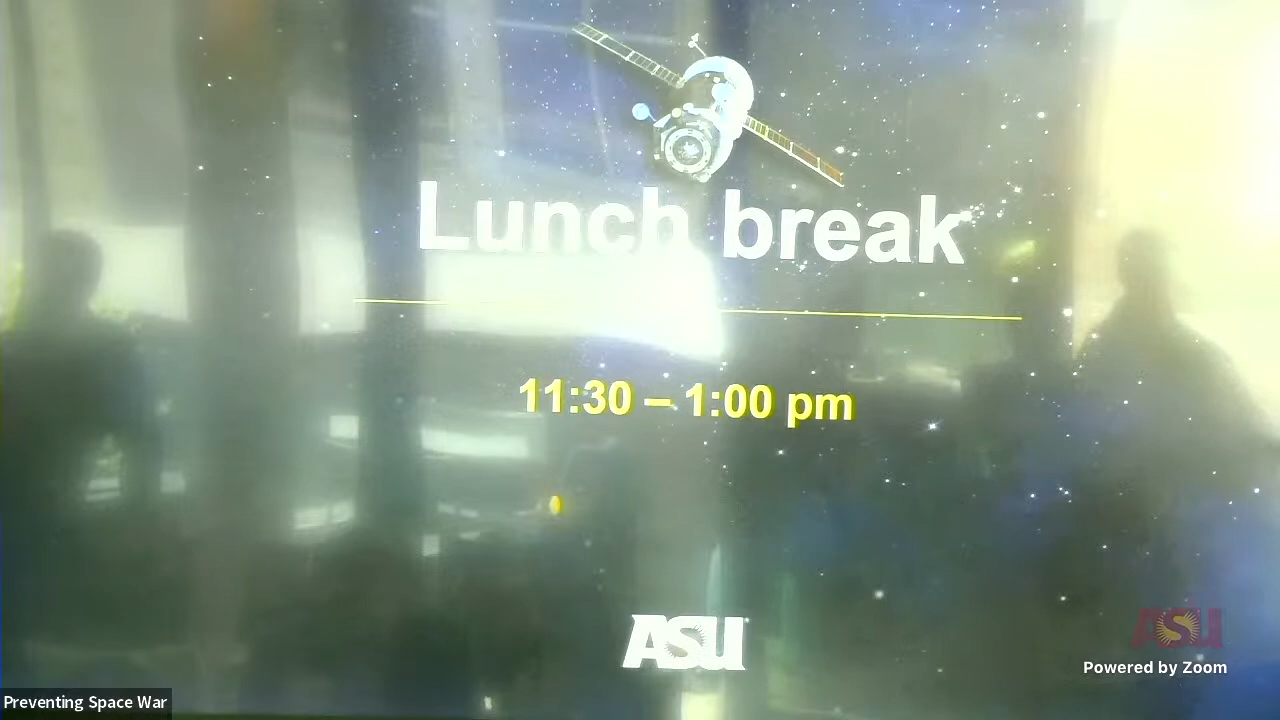 Lunch break
11:30 – 1:00 pm
ASU
ASU
Powered by Zoom
Preventing Space War